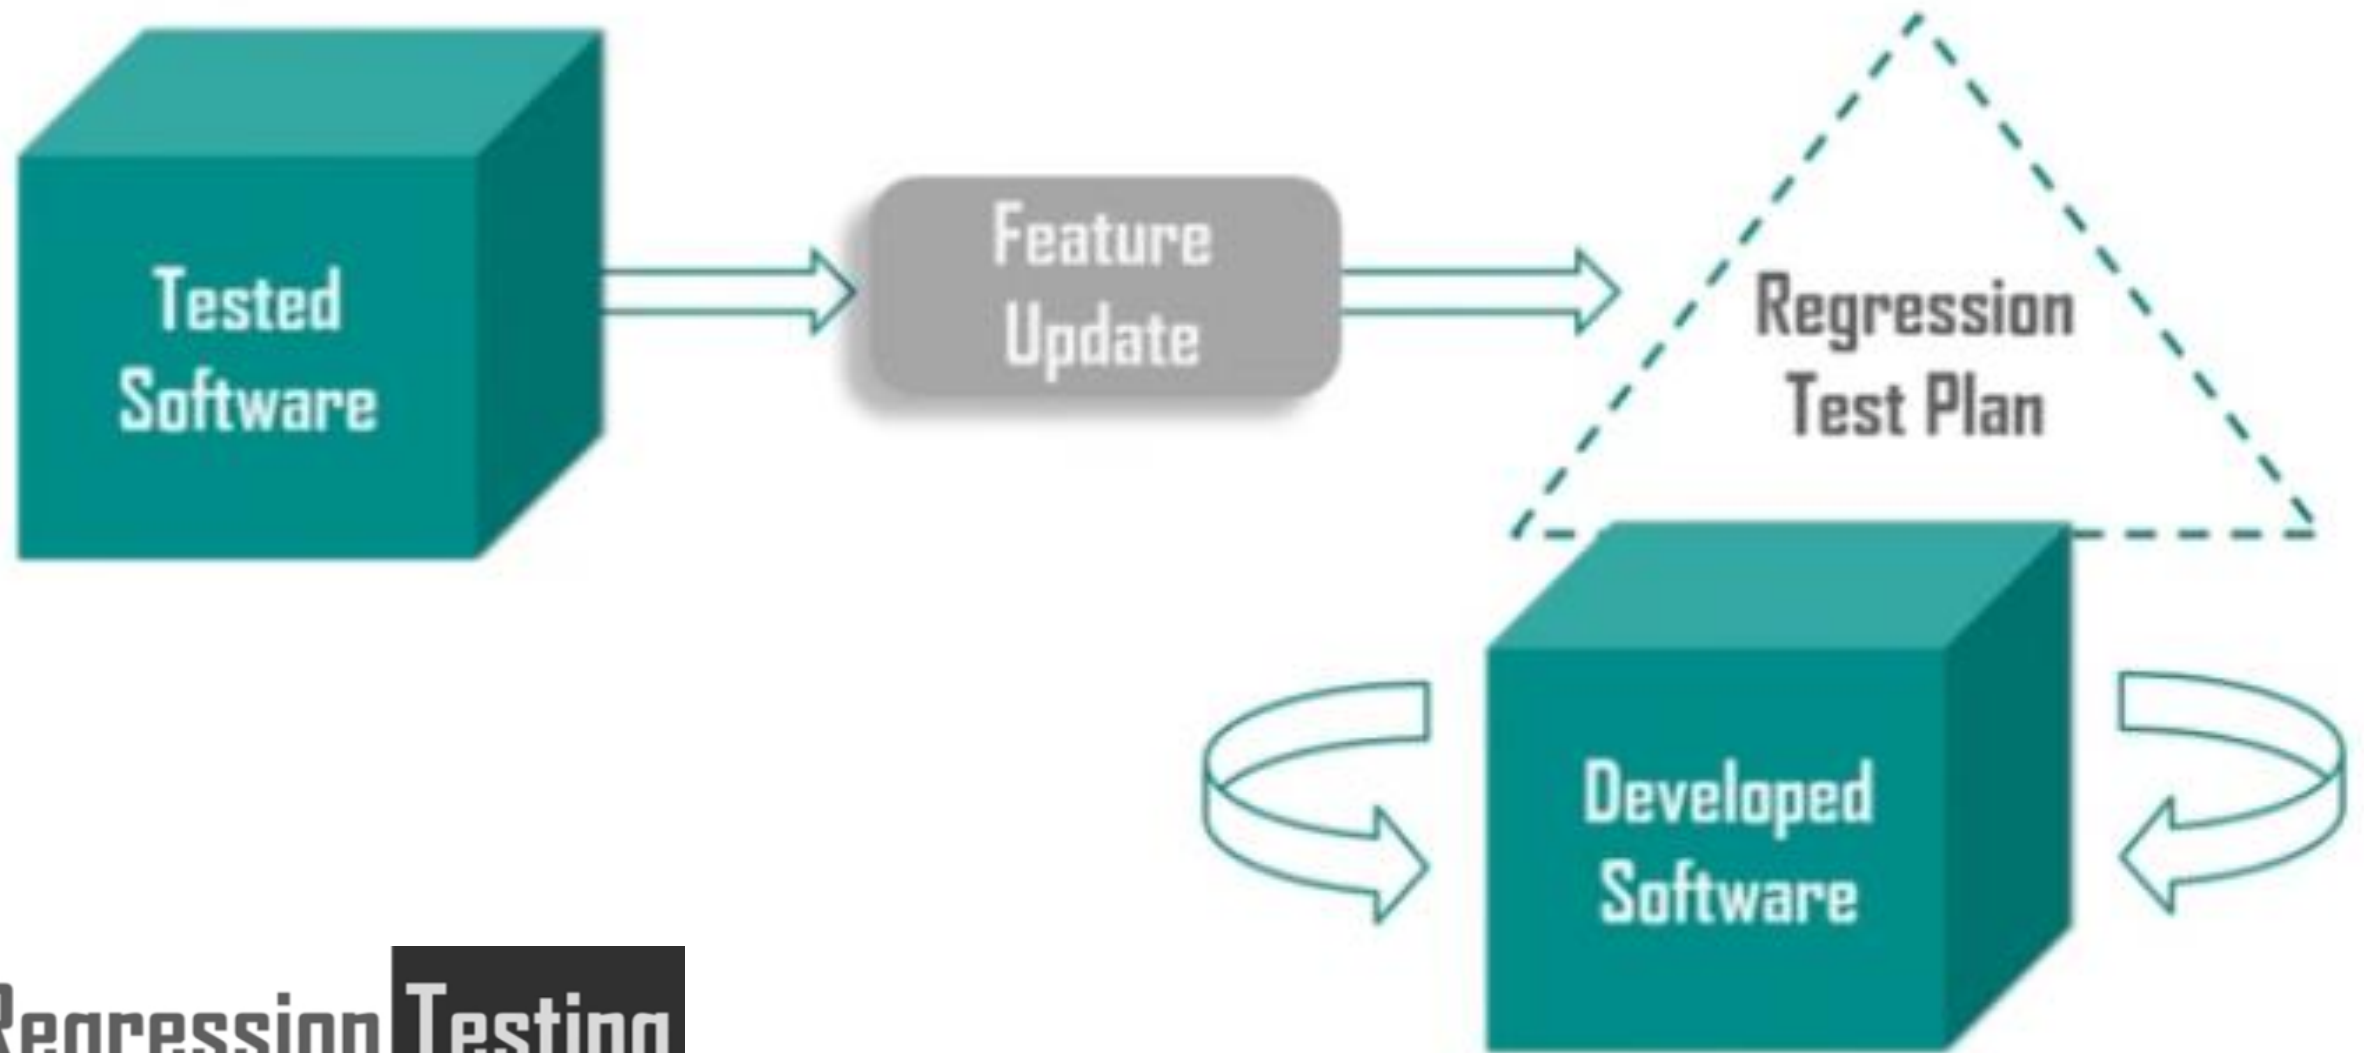 Tested
Software
Feature
Update
Regression
Test Plan
Developed
Software
Regression Testing